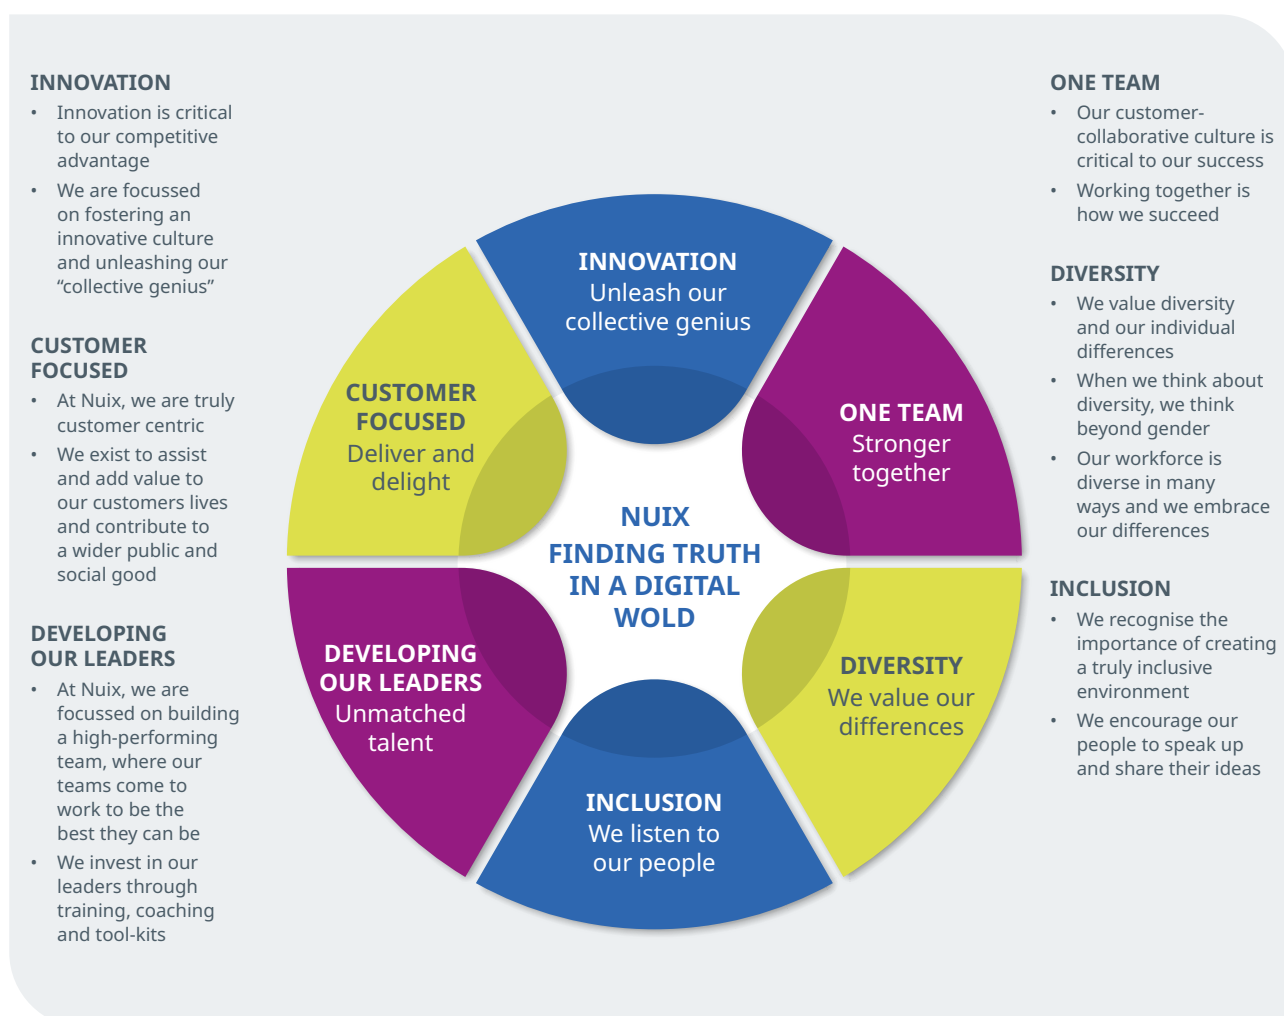 INNOVATION
• Innovation is critical
to our competitive
advantage
• We are focussed
on fostering an
innovative culture
and unleashing our
“collective genius”
CUSTOMER
FOCUSED
• At Nuix, we are truly
customer centric
• We exist to assist
and add value to
our customers lives
and contribute to
a wider public and
social good
DEVELOPING
OUR LEADERS
• At Nuix, we are
focussed on building
a high-performing
team, where our
teams come to
work to be the
best they can be
• We invest in our
leaders through
training, coaching
and tool-kits
INNOVATION
Unleash our
collective genius
CUSTOMER
FOCUSED
Deliver and
delight
ONE TEAM
Stronger
together
NUIX
FINDING TRUTH
IN A DIGITAL
WOLD
DEVELOPING
OUR LEADERS
Unmatched
talent
DIVERSITY
We value our
differences
INCLUSION
We listen to
our people
ONE TEAM
• Our customer-
collaborative culture is
critical to our success
• Working together is
how we succeed
DIVERSITY
• We value diversity
and our individual
differences
• When we think about
diversity, we think
beyond gender
• Our workforce is
diverse in many
ways and we embrace
our differences
INCLUSION
• We recognise the
importance of creating
a truly inclusive
environment
• We encourage our
people to speak up
and share their ideas